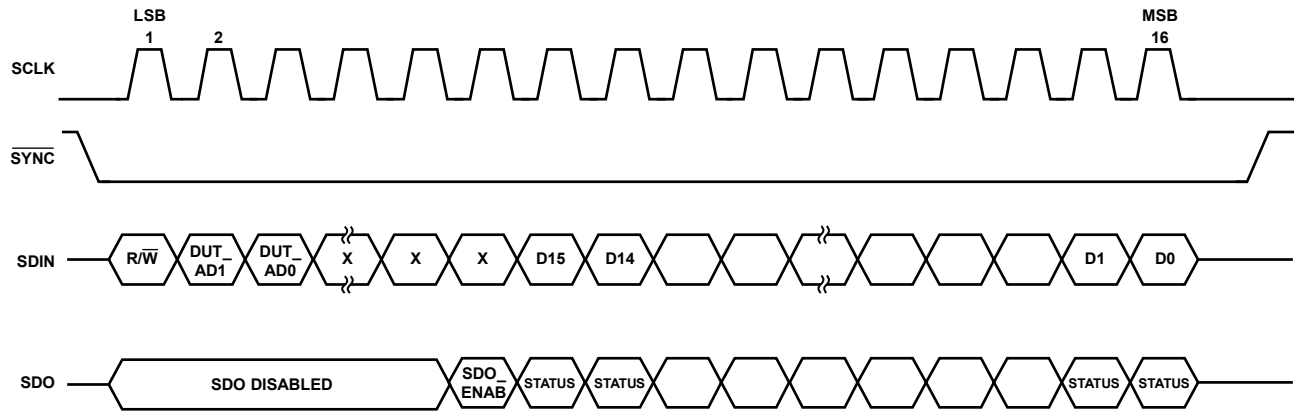 LSB MSB
1 2 16
SCLK
SYNC
R/W DUT_ AD1 DUT_ AD0 X X X D15 D14 D1 D0
SDIN
SDO SDO DISABLED SDO_ ENAB STATUS STATUS STATUS STATUS